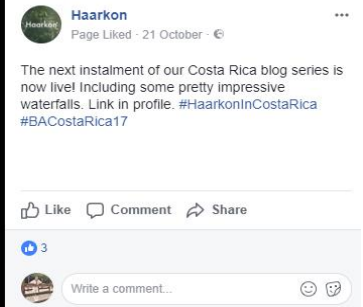 Haarkon
Haarkon
Page Liked · 21 October ·
The next instalment of our Costa Rica blog series is
now live! Including some pretty impressive
waterfalls. Link in profile. #HaarkonInCostaRica
#BACostaRica17
Like Comment Share
3
Write a comment...